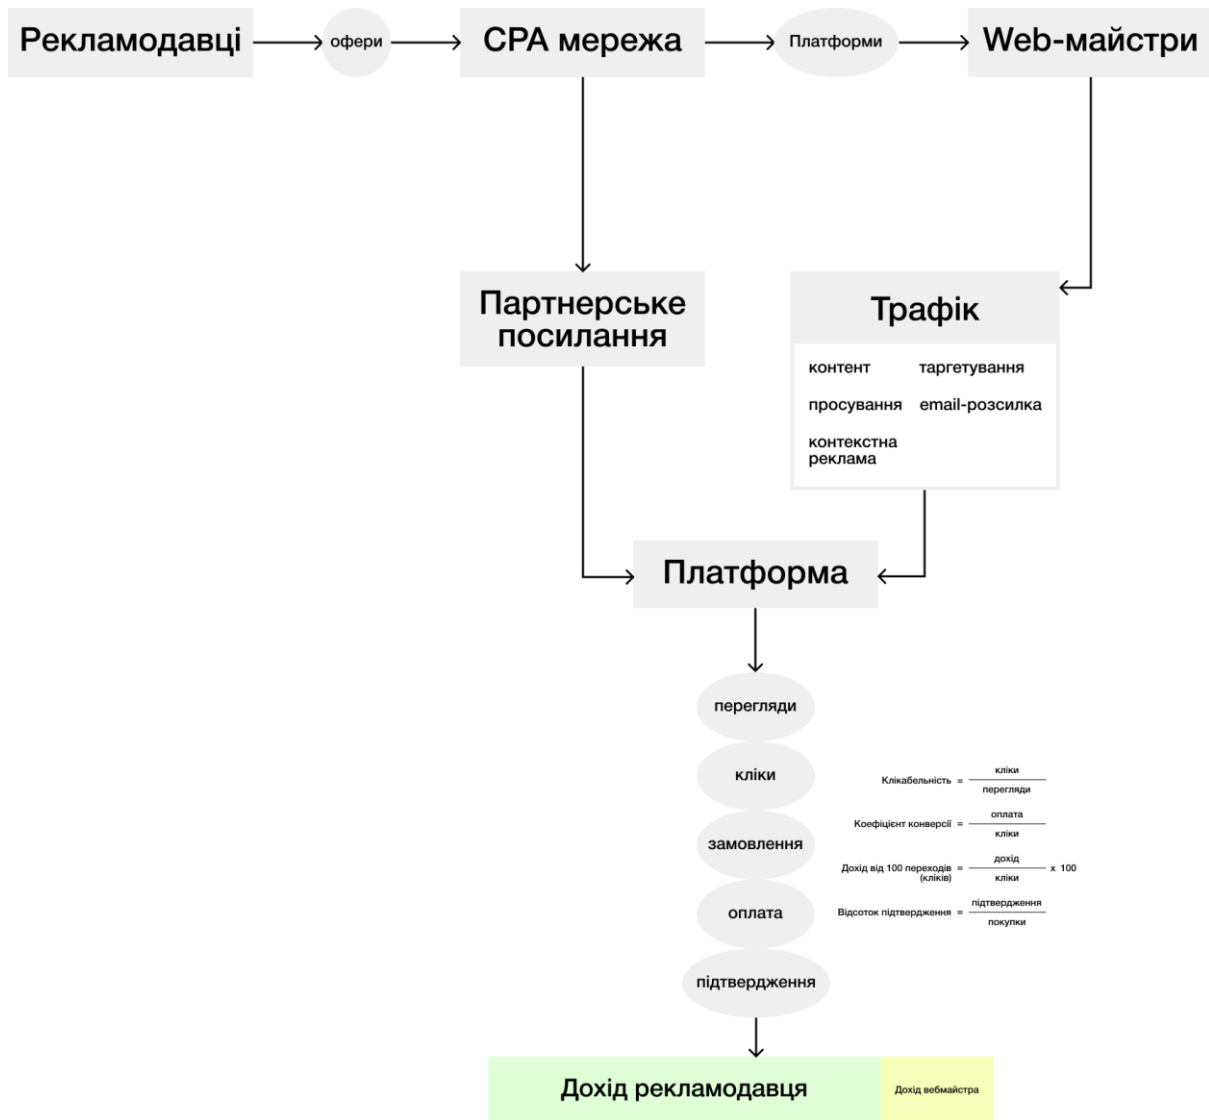 Рекламодавці
офери
CPA мережа
Платформи
Web-майстри
Партнерське
посилання
Трафік
контент
таргетування
просування
email-розсилка
контекстна
реклама
Платформа
перегляди
кліки
замовлення
оплата
підтвердження
Клікабельність =
кліки
перегляди
Коефіцієнт конверсії =
оплата
кліки
Дохід від 100 переходів =
(кліків)
дохід
кліки
x 100
Відсоток підтвердження =
підтвердження
покупки
Дохід рекламодавця
Дохід вебмайстра